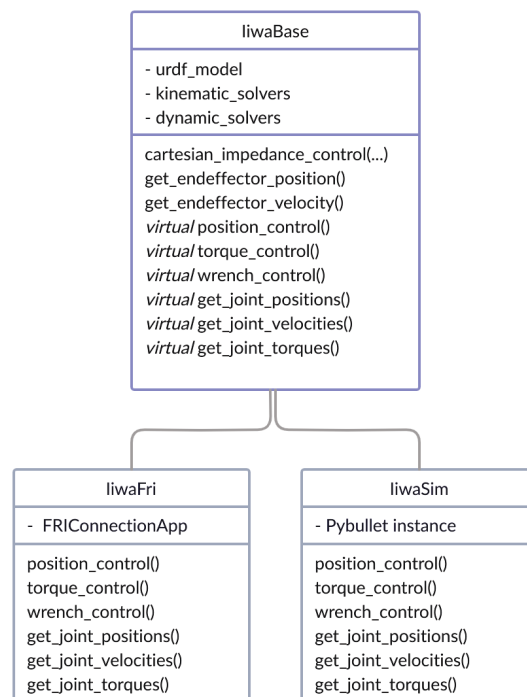 IiwaBase
- urdf_model
- kinematic_solvers
- dynamic_solvers
cartesian_impedance_control(...)
get_endeffector_position()
get_endeffector_velocity()
virtual position_control()
virtual torque_control()
virtual wrench_control()
virtual get_joint_positions()
virtual get_joint_velocities()
virtual get_joint_torques()
IiwaFri
- FRIConnectionApp
position_control()
torque_control()
wrench_control()
get_joint_positions()
get_joint_velocities()
get_joint_torques()
IiwaSim
- Pybullet instance
position_control()
torque_control()
wrench_control()
get_joint_positions()
get_joint_velocities()
get_joint_torques()